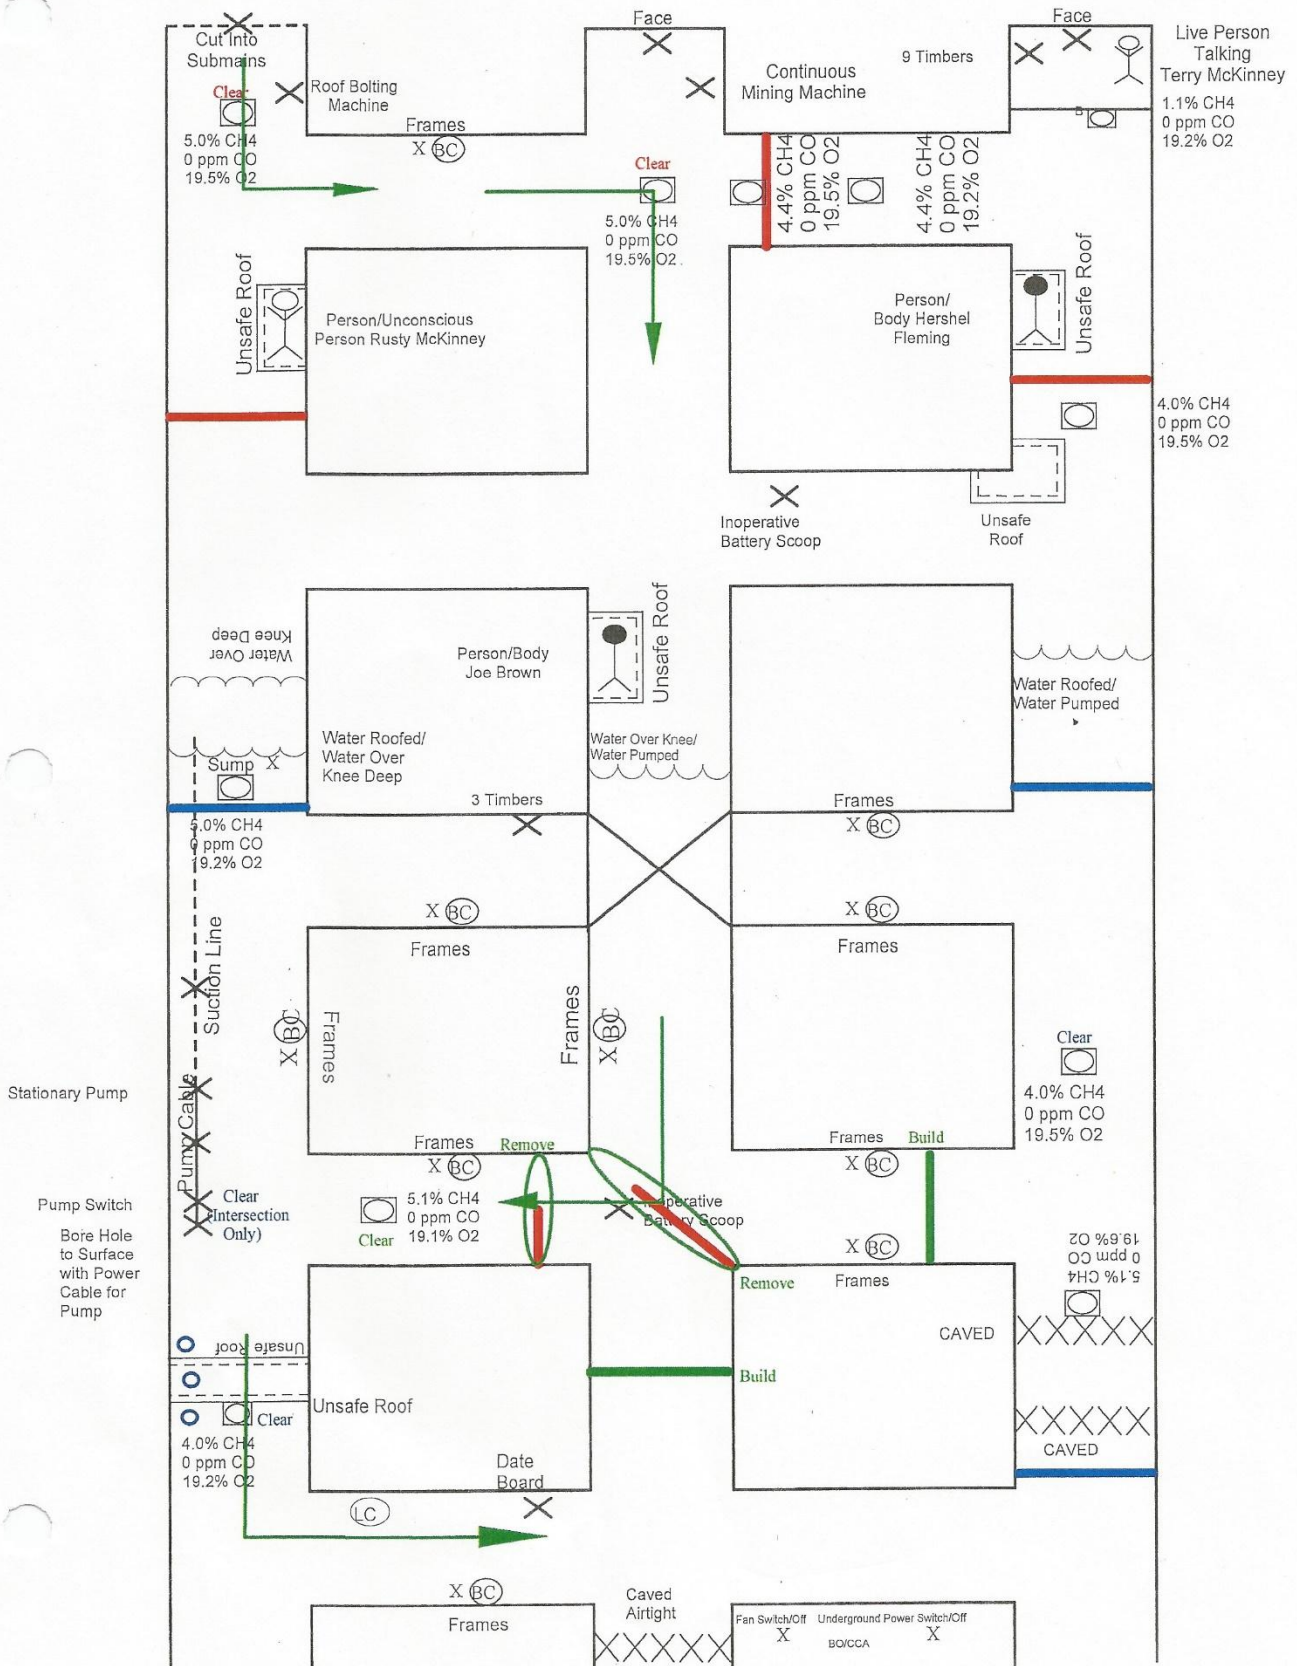 Face
Face
Cut Into
Submains
Clear
5.0% CH4
0 ppm CO
19.5% O2
Roof Bolting
Machine
Frames
X BC
Continuous
Mining Machine
9 Timbers
Live Person
Talking
Terry McKinney
1.1% CH4
0 ppm CO
19.2% O2
Clear
5.0% CH4
0 ppm CO
19.5% O2
4.4% CH4
0 ppm CO
19.5% O2
4.4% CH4
0 ppm CO
19.2% O2
Unsafe Roof
Person/Unconscious
Person Rusty McKinney
Person/
Body Hershel
Fleming
Unsafe Roof
4.0% CH4
0 ppm CO
19.5% O2
Inoperative
Battery Scoop
Unsafe
Roof
Water Over
Knee Deep
Person/Body
Joe Brown
Unsafe Roof
Water Roofed/
Water Pumped
Water Roofed/
Water Over
Knee Deep
Water Over Knee/
Water Pumped
Sump X
3 Timbers
Frames
X BC
5.0% CH4
0 ppm CO
19.2% O2
X BC
Frames
X BC
Frames
Suction Line
X BC
Frames
Frames
X BC
Clear
4.0% CH4
0 ppm CO
19.5% O2
Stationary Pump
Pump Cable
Frames
X BC
Remove
Frames
X BC
Build
Pump Switch
Clear
(Intersection
Only)
Bore Hole
to Surface
with Power
Cable for
Pump
5.1% CH4
0 ppm CO
19.1% O2
Clear
Inoperative
Battery Scoop
Remove
X BC
Frames
5.1% CH4
0 ppm CO
19.6% O2
Unsafe
Roof
CAVED
Build
Unsafe Roof
Clear
4.0% CH4
0 ppm CO
19.2% O2
CAVED
Date
Board
LC
X BC
Frames
Caved
Airtight
Fan Switch/Off
X
Underground Power Switch/Off
X
BO/CCA